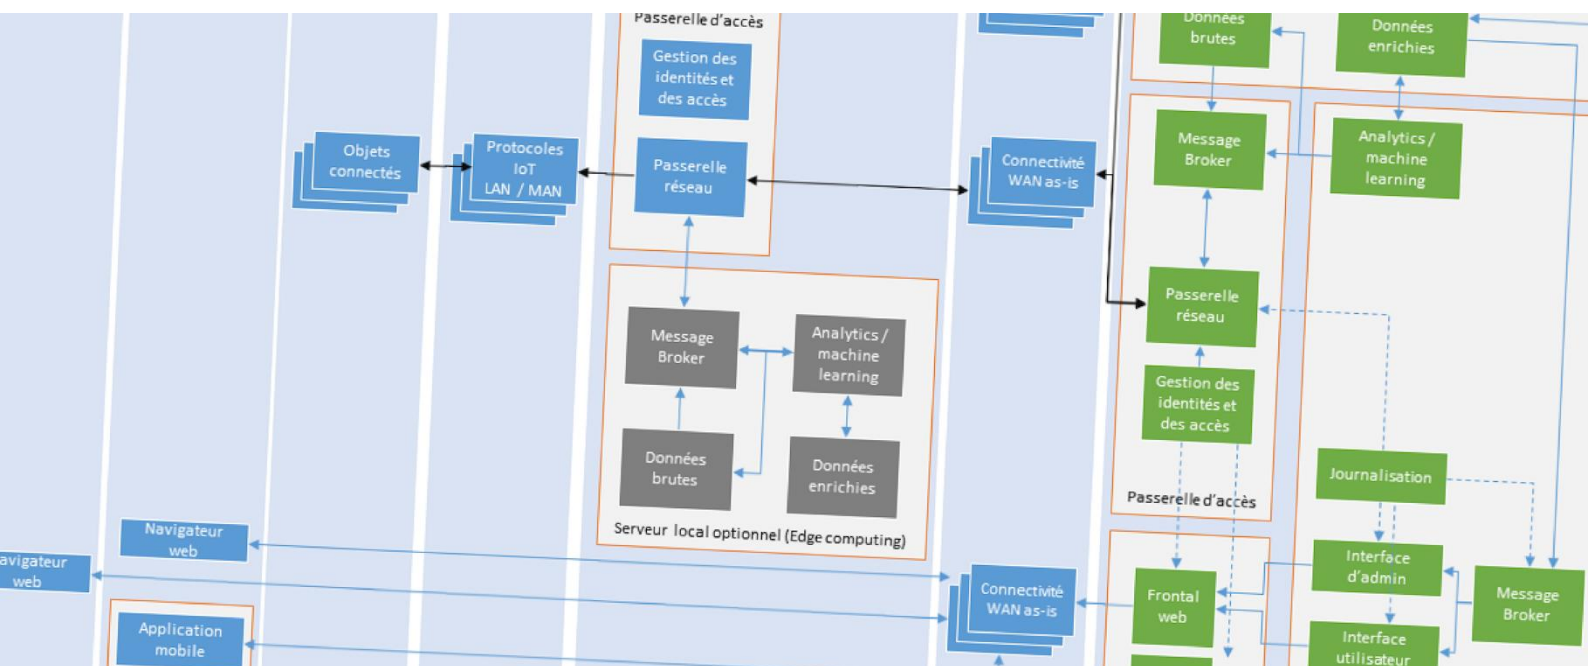 Passerelle d'accès
Gestion des
identités et
des accès
Objets
connectés
Protocoles
IoT
LAN / MAN
Passerelle
réseau
Connectivité
WAN as-is
Message
Broker
Analytics /
machine
learning
Données
brutes
Données
enrichies
Serveur local optionnel (Edge computing)
Données
brutes
Données
enrichies
Message
Broker
Analytics /
machine
learning
Passerelle
réseau
Gestion des
identités et
des accès
Passerelle d'accès
Journalisation
Navigateur
web
avigateur
web
Application
mobile
Connectivité
WAN as-is
Frontal
web
Interface
d'admin
Interface
utilisateur
Message
Broker